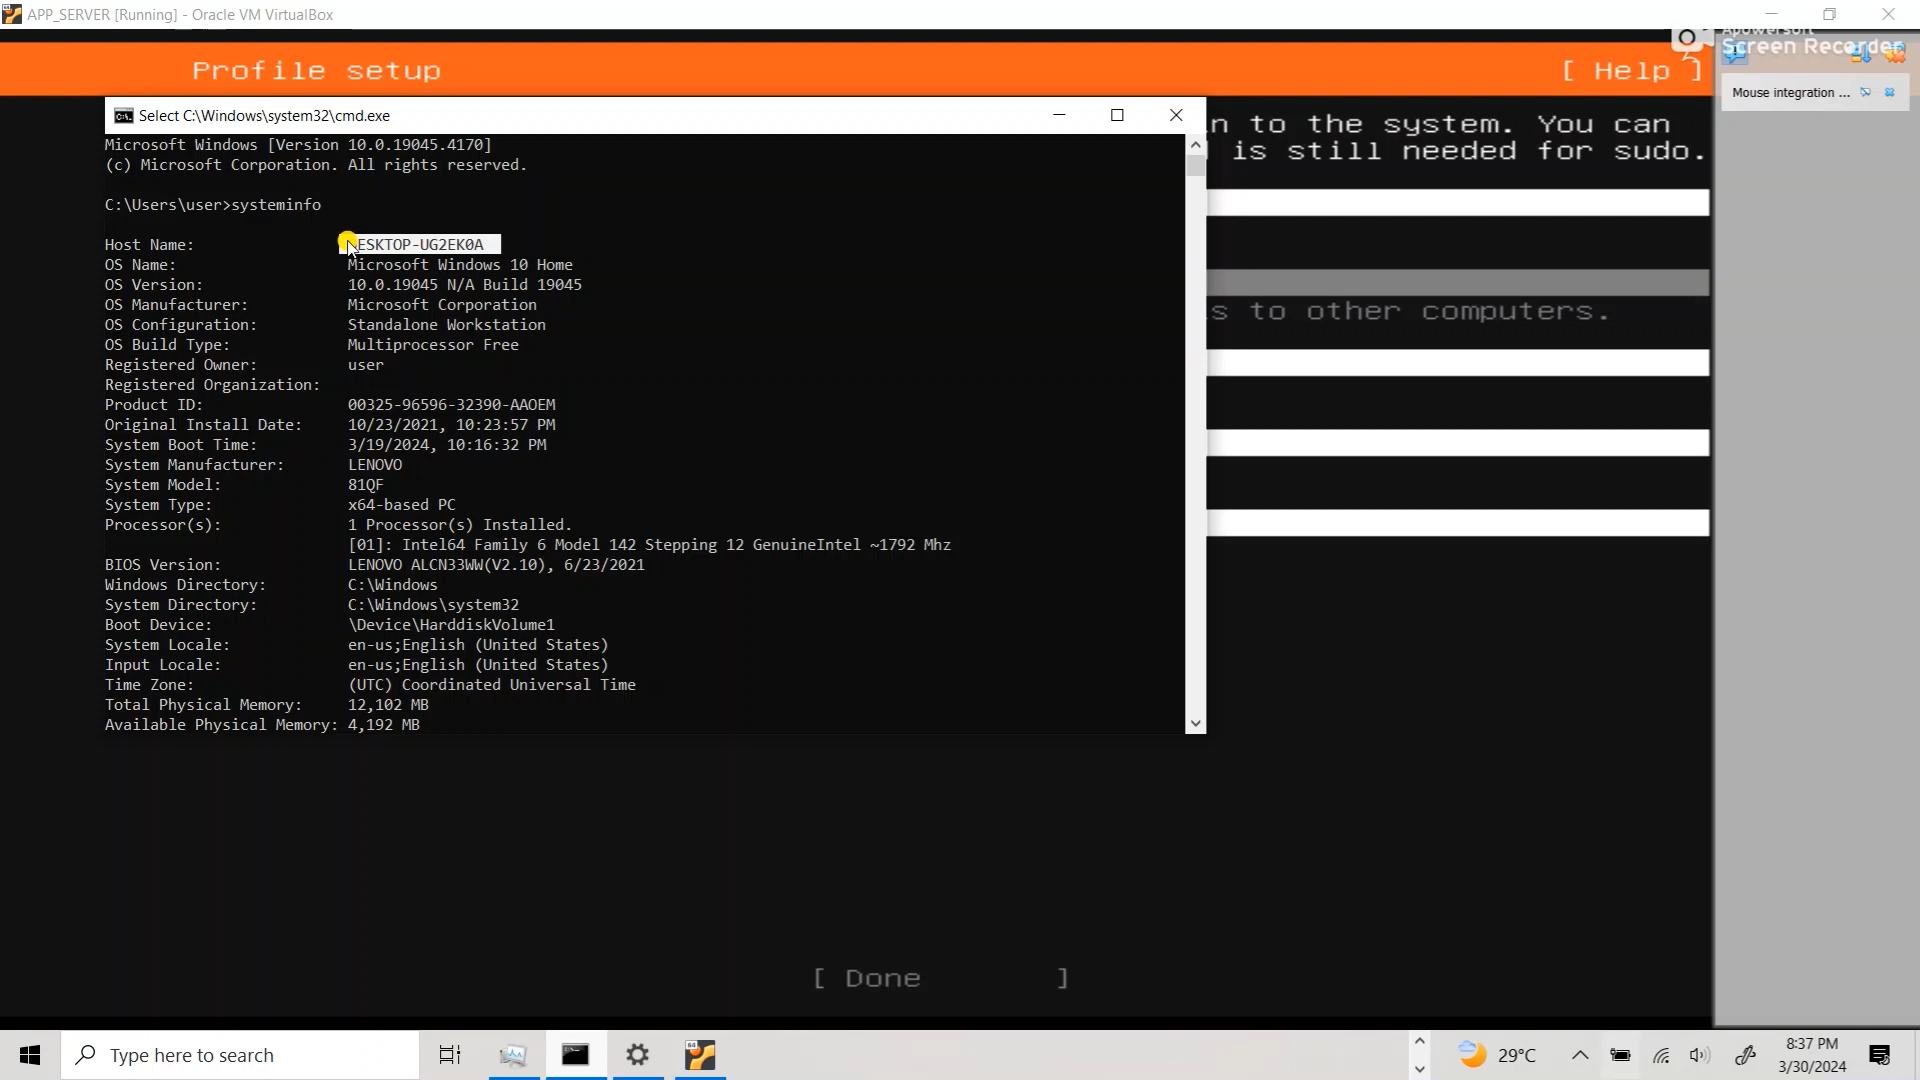 APP_SERVER [Running] - Oracle VM VirtualBox
Apowersoft
Screen Recorder
Profile setup
[ Help ]
Mouse integration ...
Select C:\Windows\system32\cmd.exe
n to the system. You can
is still needed for sudo.
Microsoft Windows [Version 10.0.19045.4170]
(c) Microsoft Corporation. All rights reserved.
C:\Users\user>systeminfo
Host Name: ESKTOP-UG2EK0A
OS Name: Microsoft Windows 10 Home
OS Version: 10.0.19045 N/A Build 19045
OS Manufacturer: Microsoft Corporation
s to other computers.
OS Configuration: Standalone Workstation
OS Build Type: Multiprocessor Free
Registered Owner: user
Registered Organization:
Product ID: 00325-96596-32390-AAOEM
Original Install Date: 10/23/2021, 10:23:57 PM
System Boot Time: 3/19/2024, 10:16:32 PM
System Manufacturer: LENOVO
System Model: 81QF
System Type: x64-based PC
Processor(s): 1 Processor(s) Installed.
[01]: Intel64 Family 6 Model 142 Stepping 12 GenuineIntel ~1792 Mhz
BIOS Version: LENOVO ALCN33WW(V2.10), 6/23/2021
Windows Directory: C:\Windows
System Directory: C:\Windows\system32
Boot Device: \Device\HarddiskVolume1
System Locale: en-us;English (United States)
Input Locale: en-us;English (United States)
Time Zone: (UTC) Coordinated Universal Time
Total Physical Memory: 12,102 MB
Available Physical Memory: 4,192 MB
[ Done ]
Type here to search
29°C
8:37 PM
3/30/2024